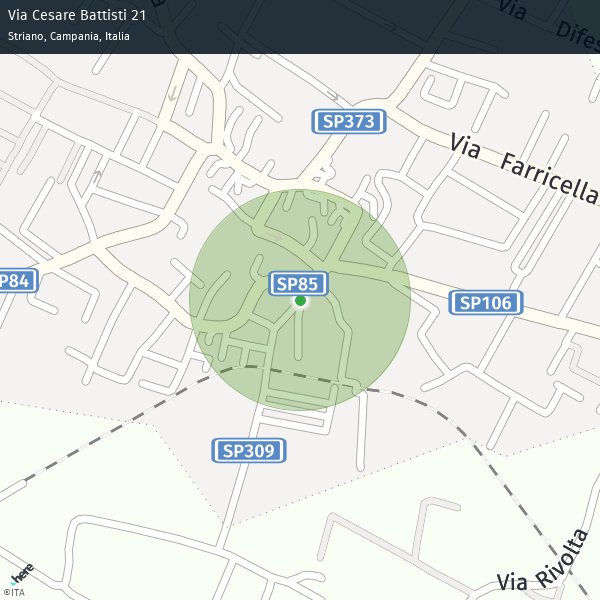 Via Cesare Battisti 21
Striano, Campania, Italia
Via Difes
SP373
Via Farricella
P84
SP85
SP106
SP309
Via Rivolta
here
©ITA